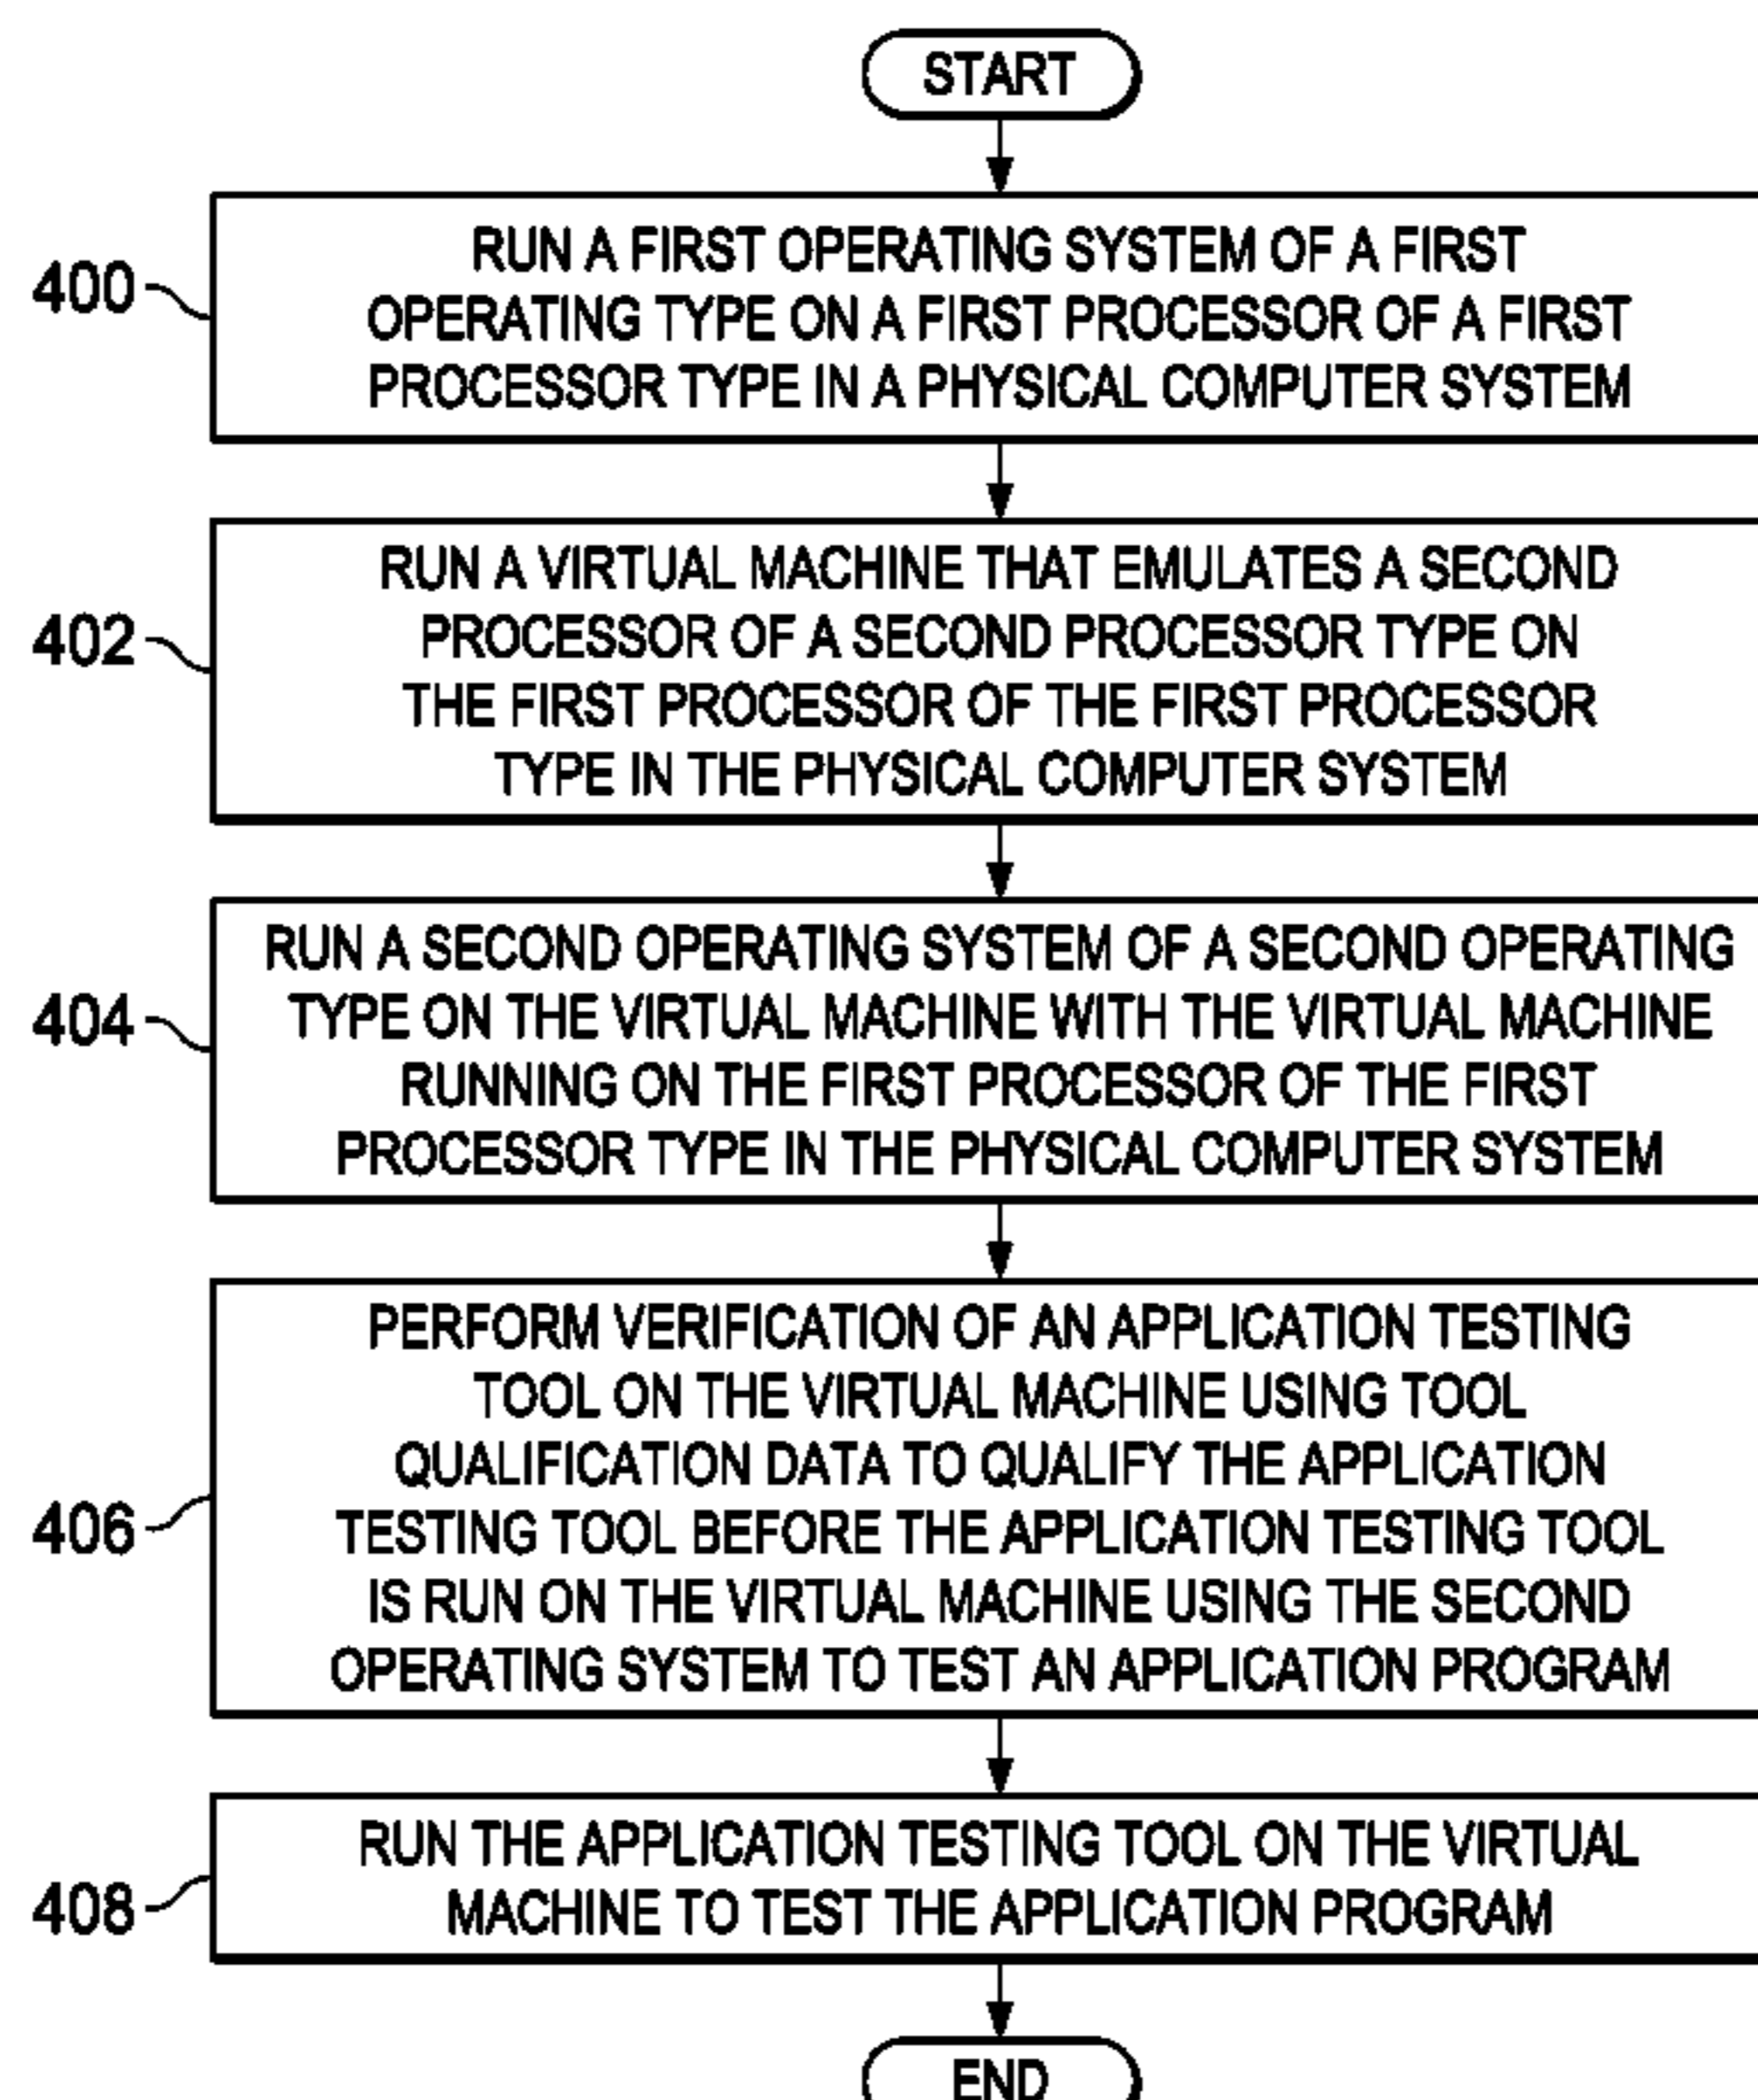 START
400
RUN A FIRST OPERATING SYSTEM OF A FIRST
OPERATING TYPE ON A FIRST PROCESSOR OF A FIRST
PROCESSOR TYPE IN A PHYSICAL COMPUTER SYSTEM
402
RUN A VIRTUAL MACHINE THAT EMULATES A SECOND
PROCESSOR OF A SECOND PROCESSOR TYPE ON
THE FIRST PROCESSOR OF THE FIRST PROCESSOR
TYPE IN THE PHYSICAL COMPUTER SYSTEM
404
RUN A SECOND OPERATING SYSTEM OF A SECOND OPERATING
TYPE ON THE VIRTUAL MACHINE WITH THE VIRTUAL MACHINE
RUNNING ON THE FIRST PROCESSOR OF THE FIRST
PROCESSOR TYPE IN THE PHYSICAL COMPUTER SYSTEM
406
PERFORM VERIFICATION OF AN APPLICATION TESTING
TOOL ON THE VIRTUAL MACHINE USING TOOL
QUALIFICATION DATA TO QUALIFY THE APPLICATION
TESTING TOOL BEFORE THE APPLICATION TESTING TOOL
IS RUN ON THE VIRTUAL MACHINE USING THE SECOND
OPERATING SYSTEM TO TEST AN APPLICATION PROGRAM
408
RUN THE APPLICATION TESTING TOOL ON THE VIRTUAL
MACHINE TO TEST THE APPLICATION PROGRAM
END